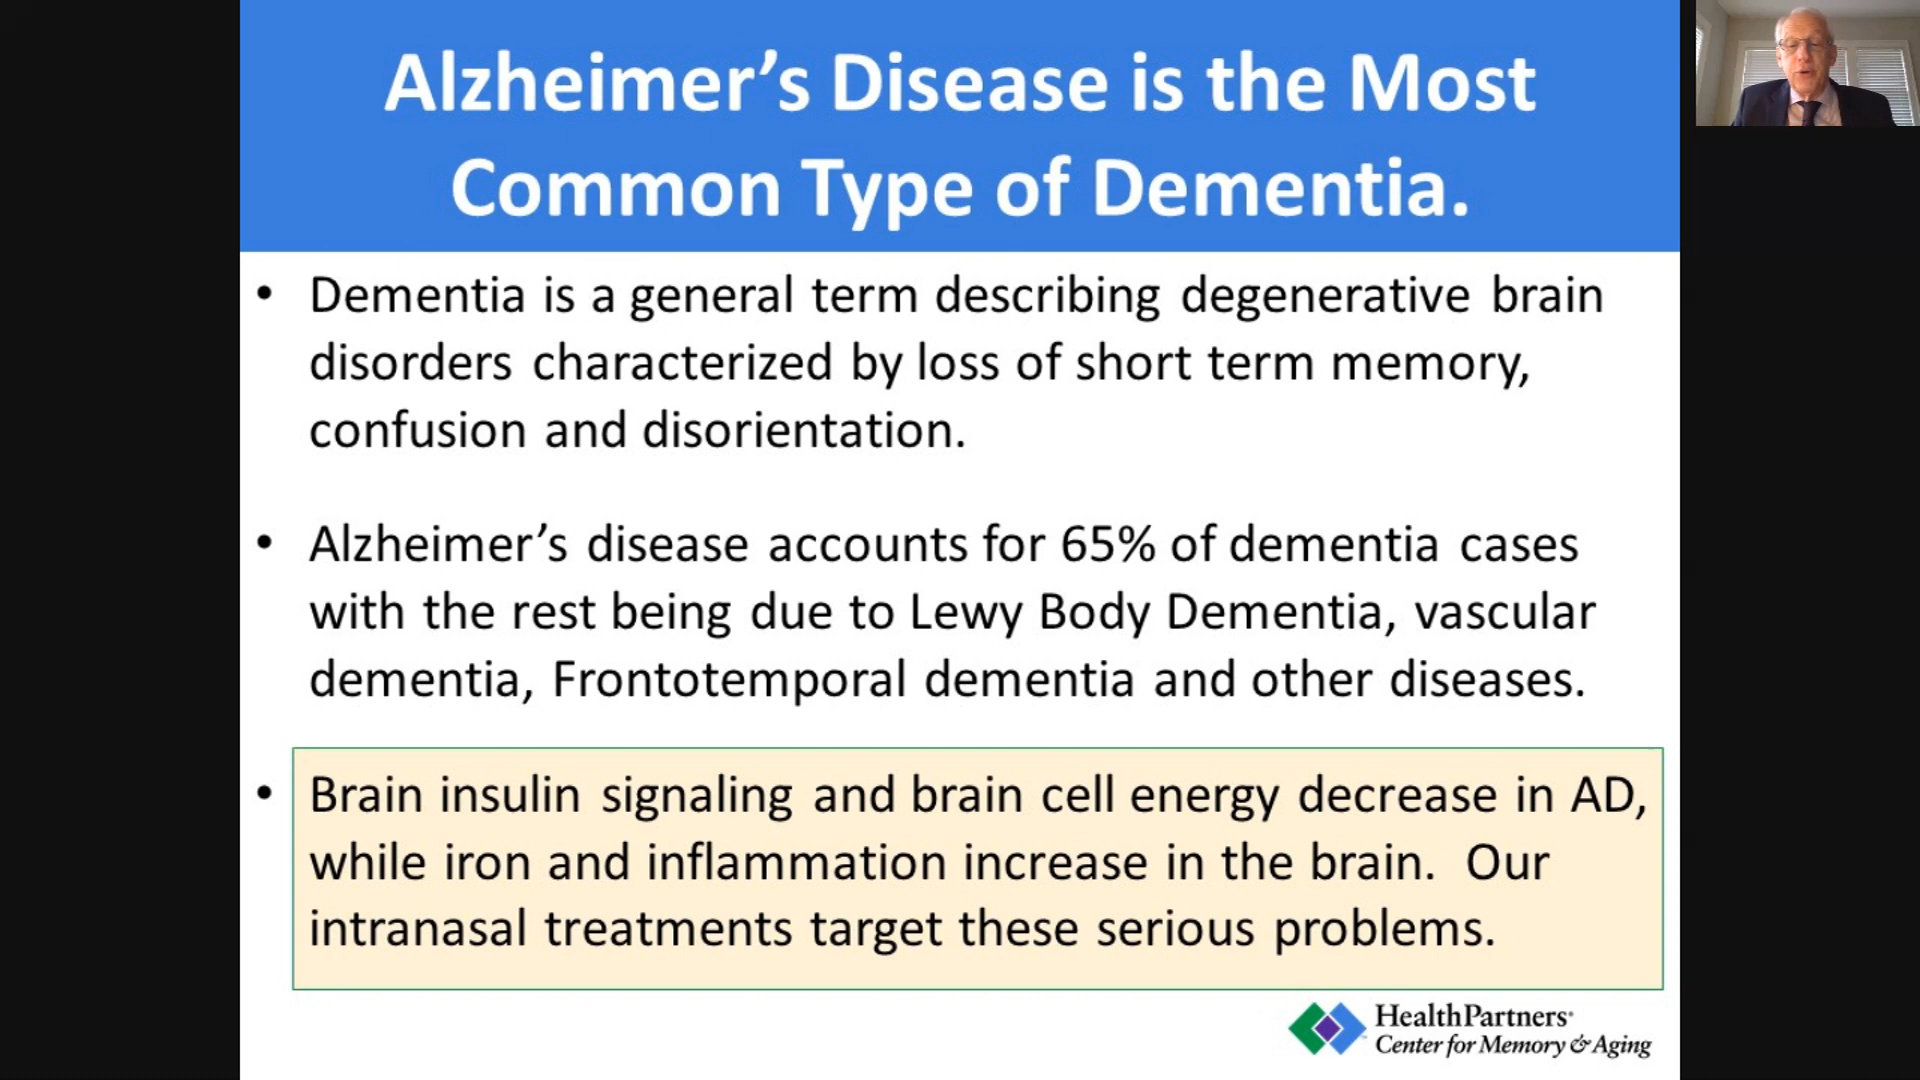 Alzheimer’s Disease is the Most
Common Type of Dementia.
• Dementia is a general term describing degenerative brain
disorders characterized by loss of short term memory,
confusion and disorientation.
• Alzheimer’s disease accounts for 65% of dementia cases
with the rest being due to Lewy Body Dementia, vascular
dementia, Frontotemporal dementia and other diseases.
• Brain insulin signaling and brain cell energy decrease in AD,
while iron and inflammation increase in the brain. Our
intranasal treatments target these serious problems.
HealthPartners®
Center for Memory & Aging